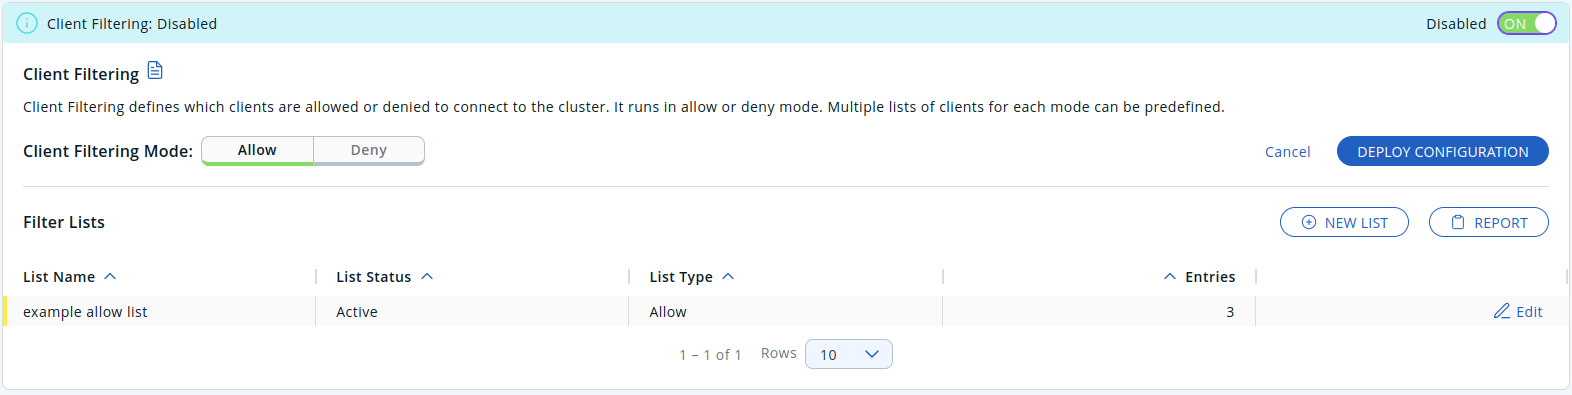 Client Filtering: Disabled
Disabled ON
Client Filtering
Client Filtering defines which clients are allowed or denied to connect to the cluster. It runs in allow or deny mode. Multiple lists of clients for each mode can be predefined.
Client Filtering Mode: Allow Deny Cancel DEPLOY CONFIGURATION
Filter Lists NEW LIST REPORT
List Name List Status List Type Entries
example allow list Active Allow 3 Edit
1 – 1 of 1 Rows 10